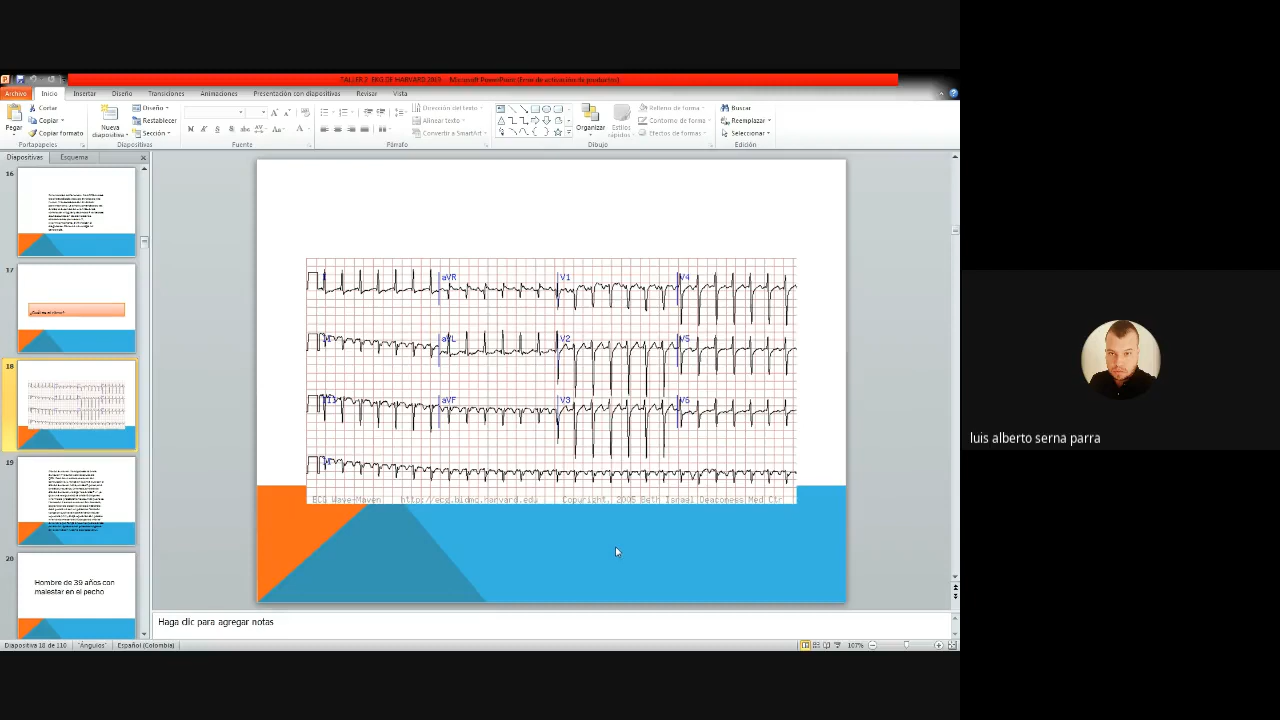 TALLER 2 EKG DE HARVARD 2019 - Microsoft PowerPoint (Error de activación de productos)
Archivo Inicio Insertar Diseño Transiciones Animaciones Presentación con diapositivas Revisar Vista
Pegar
Cortar
Copiar
Copiar formato
Portapapeles
Nueva diapositiva
Diseño
Restablecer
Sección
Diapositivas
Fuente
Dirección del texto
Alinear texto
Convertir a SmartArt
Párrafo
Organizar
Estilos rápidos
Relleno de forma
Contorno de forma
Efectos de formas
Dibujo
Buscar
Reemplazar
Seleccionar
Edición
Diapositivas Esquema
16
17
¿Cuál es el ritmo?
18
19
20
Hombre de 39 años con
malestar en el pecho
I aVR V1 V4
II aVL V2 V5
III aVF V3 V6
II
ECG Wave-Maven http://ecg.bidmc.harvard.edu Copyright, 2005 Beth Israel Deaconess Med Ctr
Haga clic para agregar notas
Diapositiva 18 de 110 "Ángulos" Español (Colombia) 107%
luis alberto serna parra